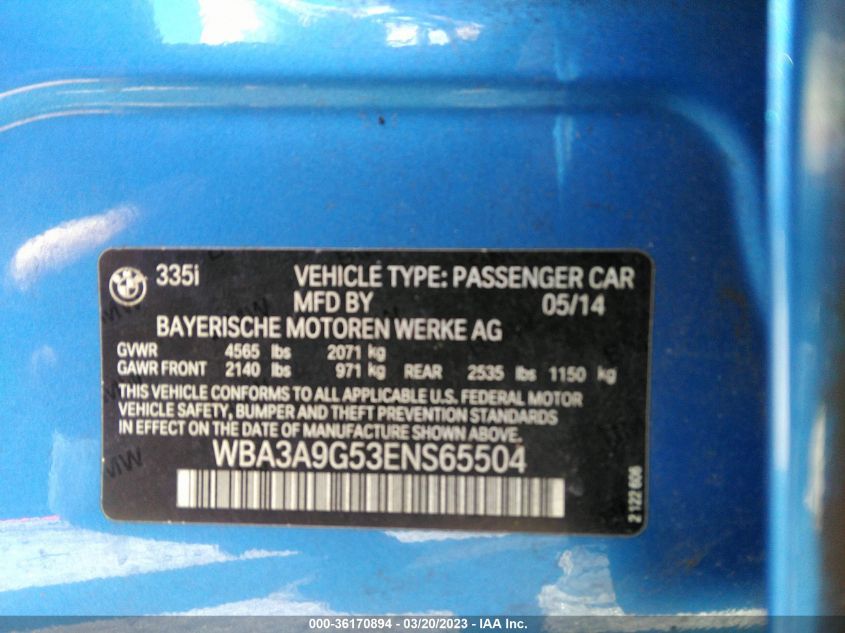 BMW 335i VEHICLE TYPE: PASSENGER CAR
MFD BY 05/14
BAYERISCHE MOTOREN WERKE AG
GVWR 4565 lbs 2071 kg
GAWR FRONT 2140 lbs 971 kg REAR 2535 lbs 1150 kg
THIS VEHICLE CONFORMS TO ALL APPLICABLE U.S. FEDERAL MOTOR
VEHICLE SAFETY, BUMPER AND THEFT PREVENTION STANDARDS
IN EFFECT ON THE DATE OF MANUFACTURE SHOWN ABOVE.
WBA3A9G53ENS65504
2 122 606
000-36170894 - 03/20/2023 - IAA Inc.